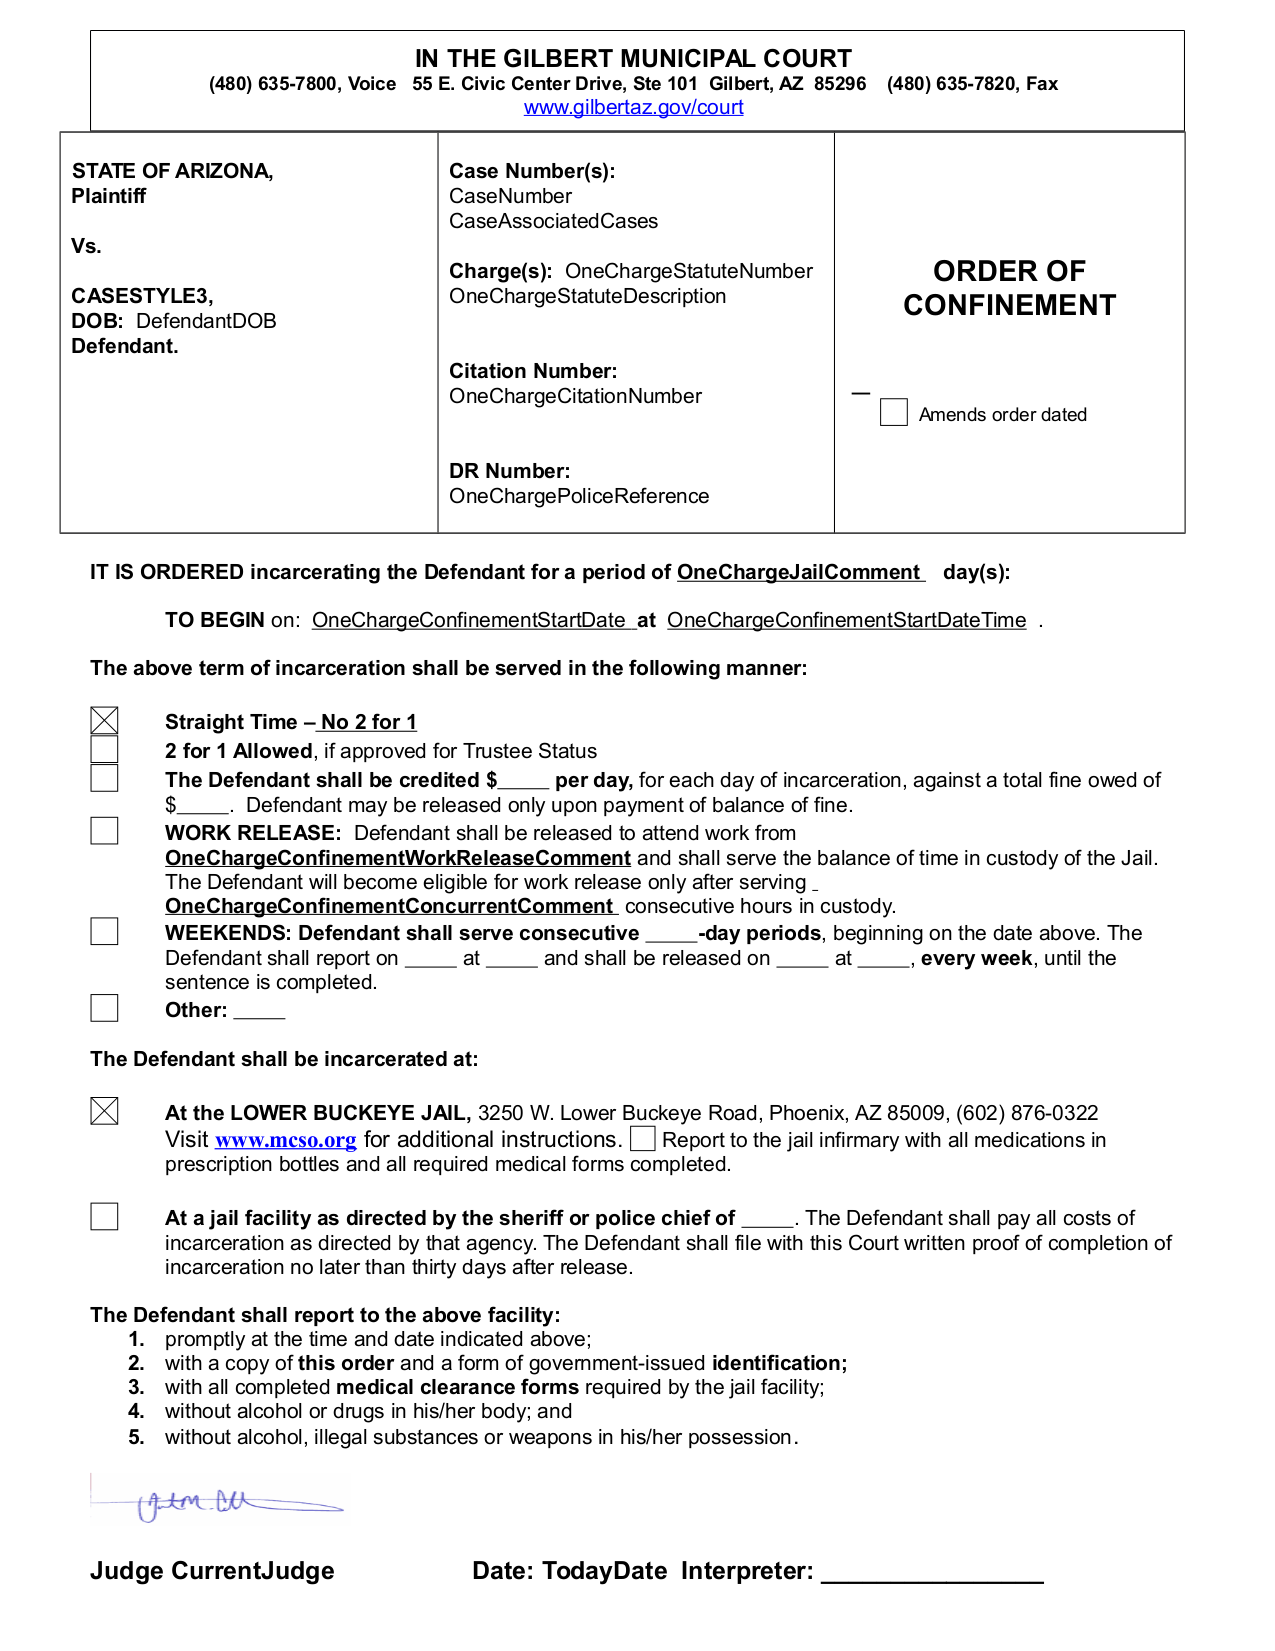 IN THE GILBERT MUNICIPAL COURT
(480) 635-7800, Voice 55 E. Civic Center Drive, Ste 101 Gilbert, AZ 85296 (480) 635-7820, Fax
www.gilbertaz.gov/court
STATE OF ARIZONA,
Plaintiff
Vs.
CASESTYLE3,
DOB: DefendantDOB
Defendant.
Case Number(s):
CaseNumber
CaseAssociatedCases
Charge(s): OneChargeStatuteNumber
OneChargeStatuteDescription
Citation Number:
OneChargeCitationNumber
DR Number:
OneChargePoliceReference
ORDER OF
CONFINEMENT
Amends order dated
IT IS ORDERED incarcerating the Defendant for a period of OneChargeJailComment day(s):
TO BEGIN on: OneChargeConfinementStartDate at OneChargeConfinementStartDateTime .
The above term of incarceration shall be served in the following manner:
Straight Time – No 2 for 1
2 for 1 Allowed, if approved for Trustee Status
The Defendant shall be credited $_____ per day, for each day of incarceration, against a total fine owed of
$_____. Defendant may be released only upon payment of balance of fine.
WORK RELEASE: Defendant shall be released to attend work from
OneChargeConfinementWorkReleaseComment and shall serve the balance of time in custody of the Jail.
The Defendant will become eligible for work release only after serving _
OneChargeConfinementConcurrentComment consecutive hours in custody.
WEEKENDS: Defendant shall serve consecutive _____-day periods, beginning on the date above. The
Defendant shall report on _____ at _____ and shall be released on _____ at _____, every week, until the
sentence is completed.
Other: _____
The Defendant shall be incarcerated at:
At the LOWER BUCKEYE JAIL, 3250 W. Lower Buckeye Road, Phoenix, AZ 85009, (602) 876-0322
Visit www.mcso.org for additional instructions. Report to the jail infirmary with all medications in
prescription bottles and all required medical forms completed.
At a jail facility as directed by the sheriff or police chief of _____. The Defendant shall pay all costs of
incarceration as directed by that agency. The Defendant shall file with this Court written proof of completion of
incarceration no later than thirty days after release.
The Defendant shall report to the above facility:
1. promptly at the time and date indicated above;
2. with a copy of this order and a form of government-issued identification;
3. with all completed medical clearance forms required by the jail facility;
4. without alcohol or drugs in his/her body; and
5. without alcohol, illegal substances or weapons in his/her possession.
Judge CurrentJudge Date: TodayDate Interpreter: ________________